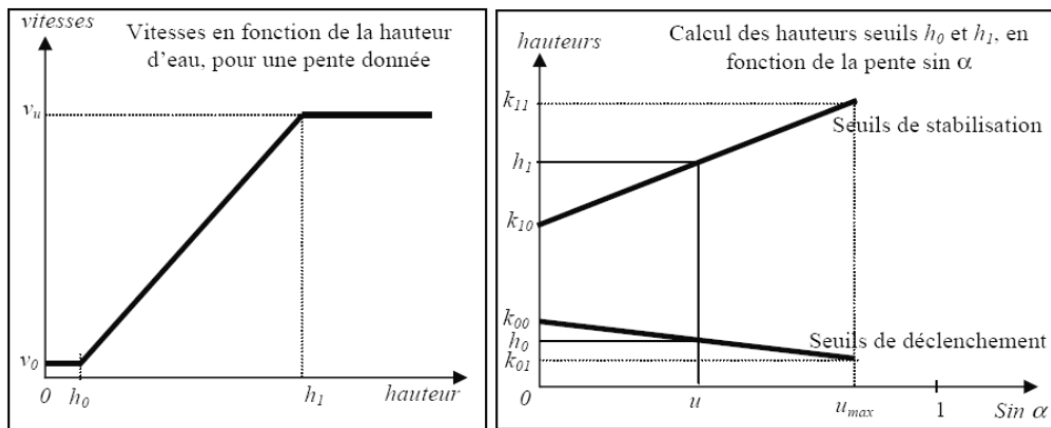 vitesses
Vitesses en fonction de la hauteur
d'eau, pour une pente donnée
v_u
v_0
0
h_0
h_1
hauteur
hauteurs
Calcul des hauteurs seuils h_0 et h_1, en
fonction de la pente sin α
k_11
Seuils de stabilisation
h_1
k_10
k_00
h_0
Seuils de déclenchement
k_01
0
u
u_max
1
Sin α